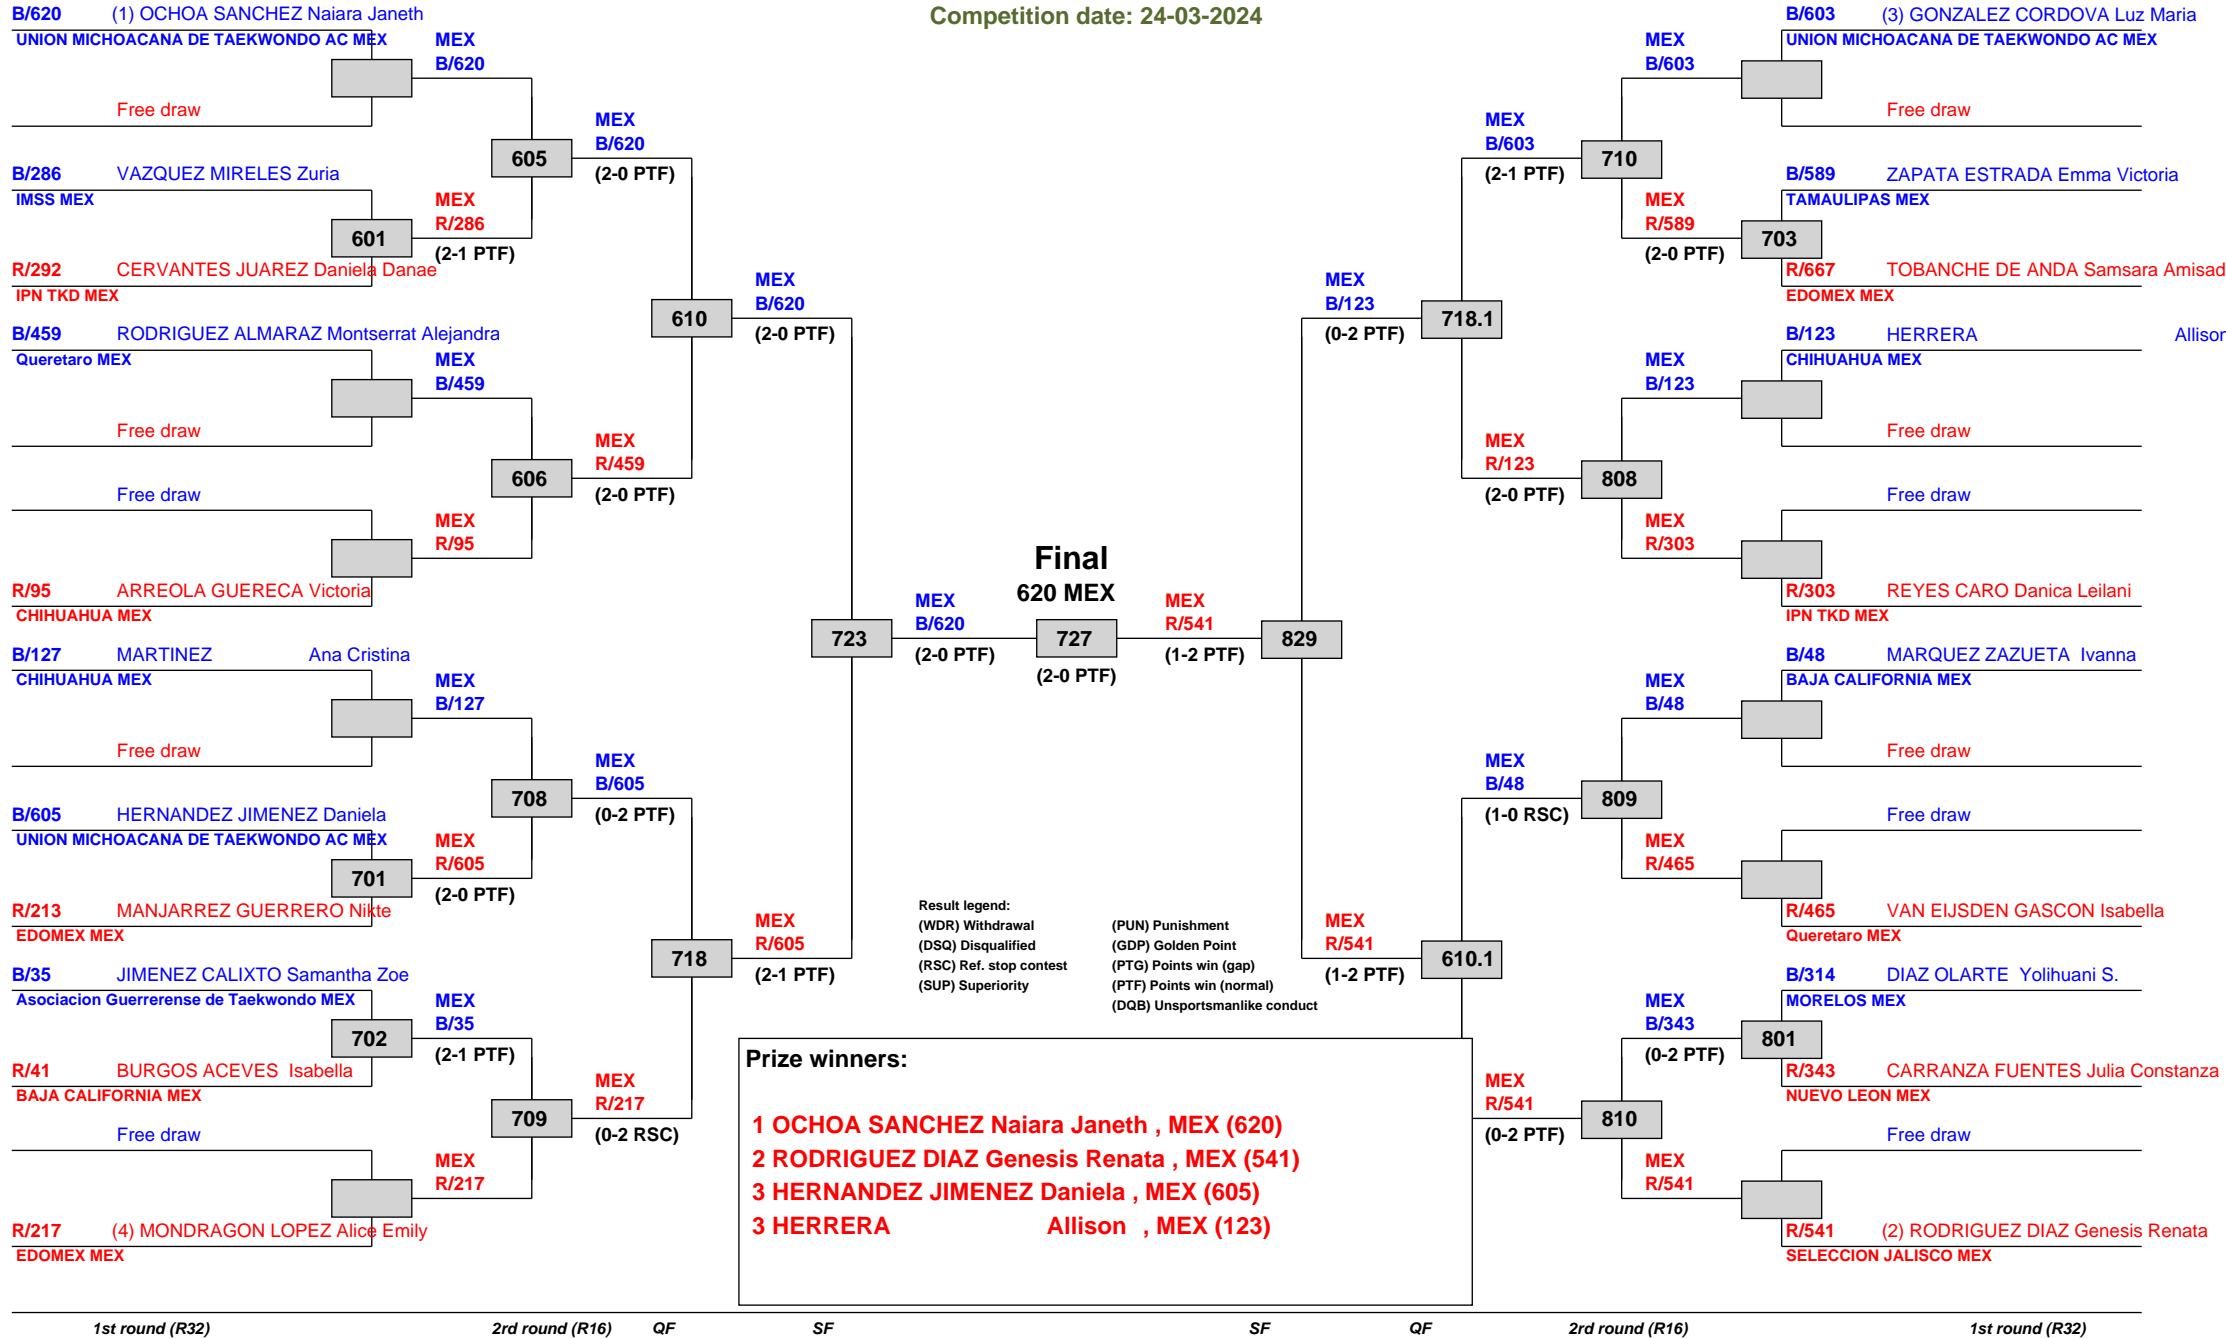 Competition date: 24-03-2024
B/620 (1) OCHOA SANCHEZ Naiara Janeth
UNION MICHOACANA DE TAEKWONDO AC MEX
MEX
B/620
Free draw
MEX
B/620
605
(2-0 PTF)
B/286 VAZQUEZ MIRELES Zuria
IMSS MEX
MEX
R/286
601
(2-1 PTF)
R/292 CERVANTES JUAREZ Daniela Danae
IPN TKD MEX
MEX
B/620
610
(2-0 PTF)
B/459 RODRIGUEZ ALMARAZ Montserrat Alejandra
Queretaro MEX
MEX
B/459
Free draw
MEX
R/459
606
(2-0 PTF)
Free draw
MEX
R/95
R/95 ARREOLA GUERECA Victoria
CHIHUAHUA MEX
723
MEX
B/620
(2-0 PTF)
B/127 MARTINEZ Ana Cristina
CHIHUAHUA MEX
MEX
B/127
Free draw
MEX
B/605
708
(0-2 PTF)
B/605 HERNANDEZ JIMENEZ Daniela
UNION MICHOACANA DE TAEKWONDO AC MEX
MEX
R/605
701
(2-0 PTF)
R/213 MANJARREZ GUERRERO Nikte
EDOMEX MEX
MEX
R/605
718
(2-1 PTF)
B/35 JIMENEZ CALIXTO Samantha Zoe
Asociacion Guerrerense de Taekwondo MEX
MEX
B/35
702
(2-1 PTF)
R/41 BURGOS ACEVES Isabella
BAJA CALIFORNIA MEX
MEX
R/217
709
(0-2 RSC)
Free draw
MEX
R/217
R/217 (4) MONDRAGON LOPEZ Alice Emily
EDOMEX MEX
Final
620 MEX
727
(2-0 PTF)
MEX
R/541
829
(1-2 PTF)
B/603 (3) GONZALEZ CORDOVA Luz Maria
UNION MICHOACANA DE TAEKWONDO AC MEX
MEX
B/603
Free draw
MEX
B/603
710
(2-1 PTF)
B/589 ZAPATA ESTRADA Emma Victoria
TAMAULIPAS MEX
MEX
R/589
703
(2-0 PTF)
R/667 TOBANCHE DE ANDA Samsara Amisad
EDOMEX MEX
MEX
B/123
718.1
(0-2 PTF)
B/123 HERRERA Allison
CHIHUAHUA MEX
MEX
B/123
Free draw
MEX
R/123
808
(2-0 PTF)
Free draw
MEX
R/303
R/303 REYES CARO Danica Leilani
IPN TKD MEX
B/48 MARQUEZ ZAZUETA Ivanna
BAJA CALIFORNIA MEX
MEX
B/48
Free draw
MEX
B/48
809
(1-0 RSC)
Free draw
MEX
R/465
R/465 VAN EIJSDEN GASCON Isabella
Queretaro MEX
MEX
R/541
610.1
(1-2 PTF)
B/314 DIAZ OLARTE Yolihuani S.
MORELOS MEX
MEX
B/343
801
(0-2 PTF)
R/343 CARRANZA FUENTES Julia Constanza
NUEVO LEON MEX
MEX
R/541
810
(0-2 PTF)
Free draw
MEX
R/541
R/541 (2) RODRIGUEZ DIAZ Genesis Renata
SELECCION JALISCO MEX
Result legend:
(WDR) Withdrawal (PUN) Punishment
(DSQ) Disqualified (GDP) Golden Point
(RSC) Ref. stop contest (PTG) Points win (gap)
(SUP) Superiority (PTF) Points win (normal)
(DQB) Unsportsmanlike conduct
Prize winners:
1 OCHOA SANCHEZ Naiara Janeth , MEX (620)
2 RODRIGUEZ DIAZ Genesis Renata , MEX (541)
3 HERNANDEZ JIMENEZ Daniela , MEX (605)
3 HERRERA Allison , MEX (123)
1st round (R32) 2rd round (R16) QF SF SF QF 2rd round (R16) 1st round (R32)